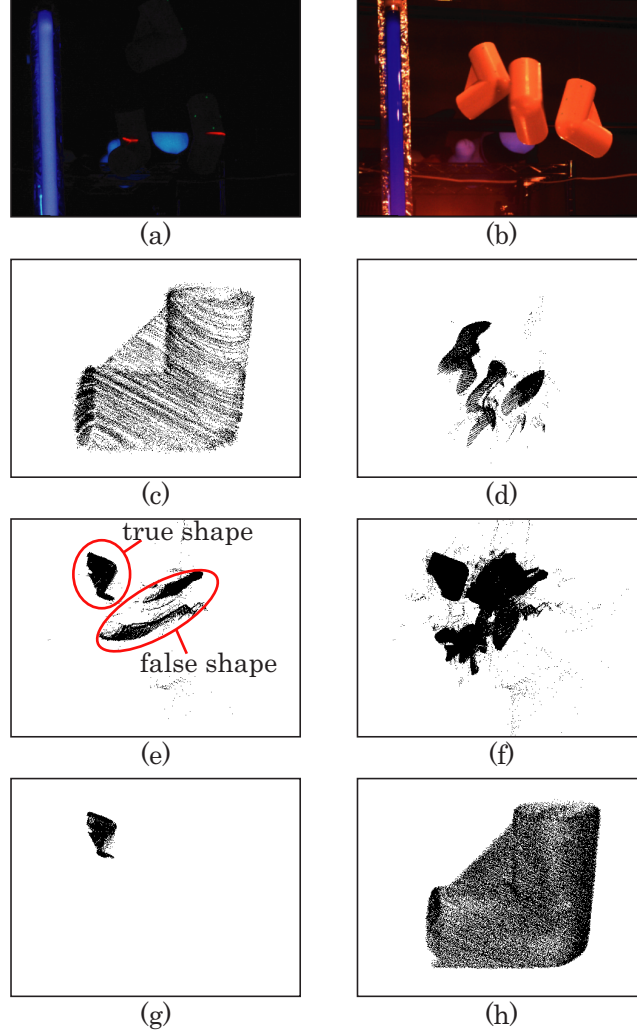 (a)
(b)
(c)
(d)
true shape
false shape
(e)
(f)
(g)
(h)